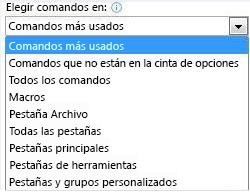 Elegir comandos en:
Comandos más usados
Comandos más usados
Comandos que no están en la cinta de opciones
Todos los comandos
Macros
Pestaña Archivo
Todas las pestañas
Pestañas principales
Pestañas de herramientas
Pestañas y grupos personalizados